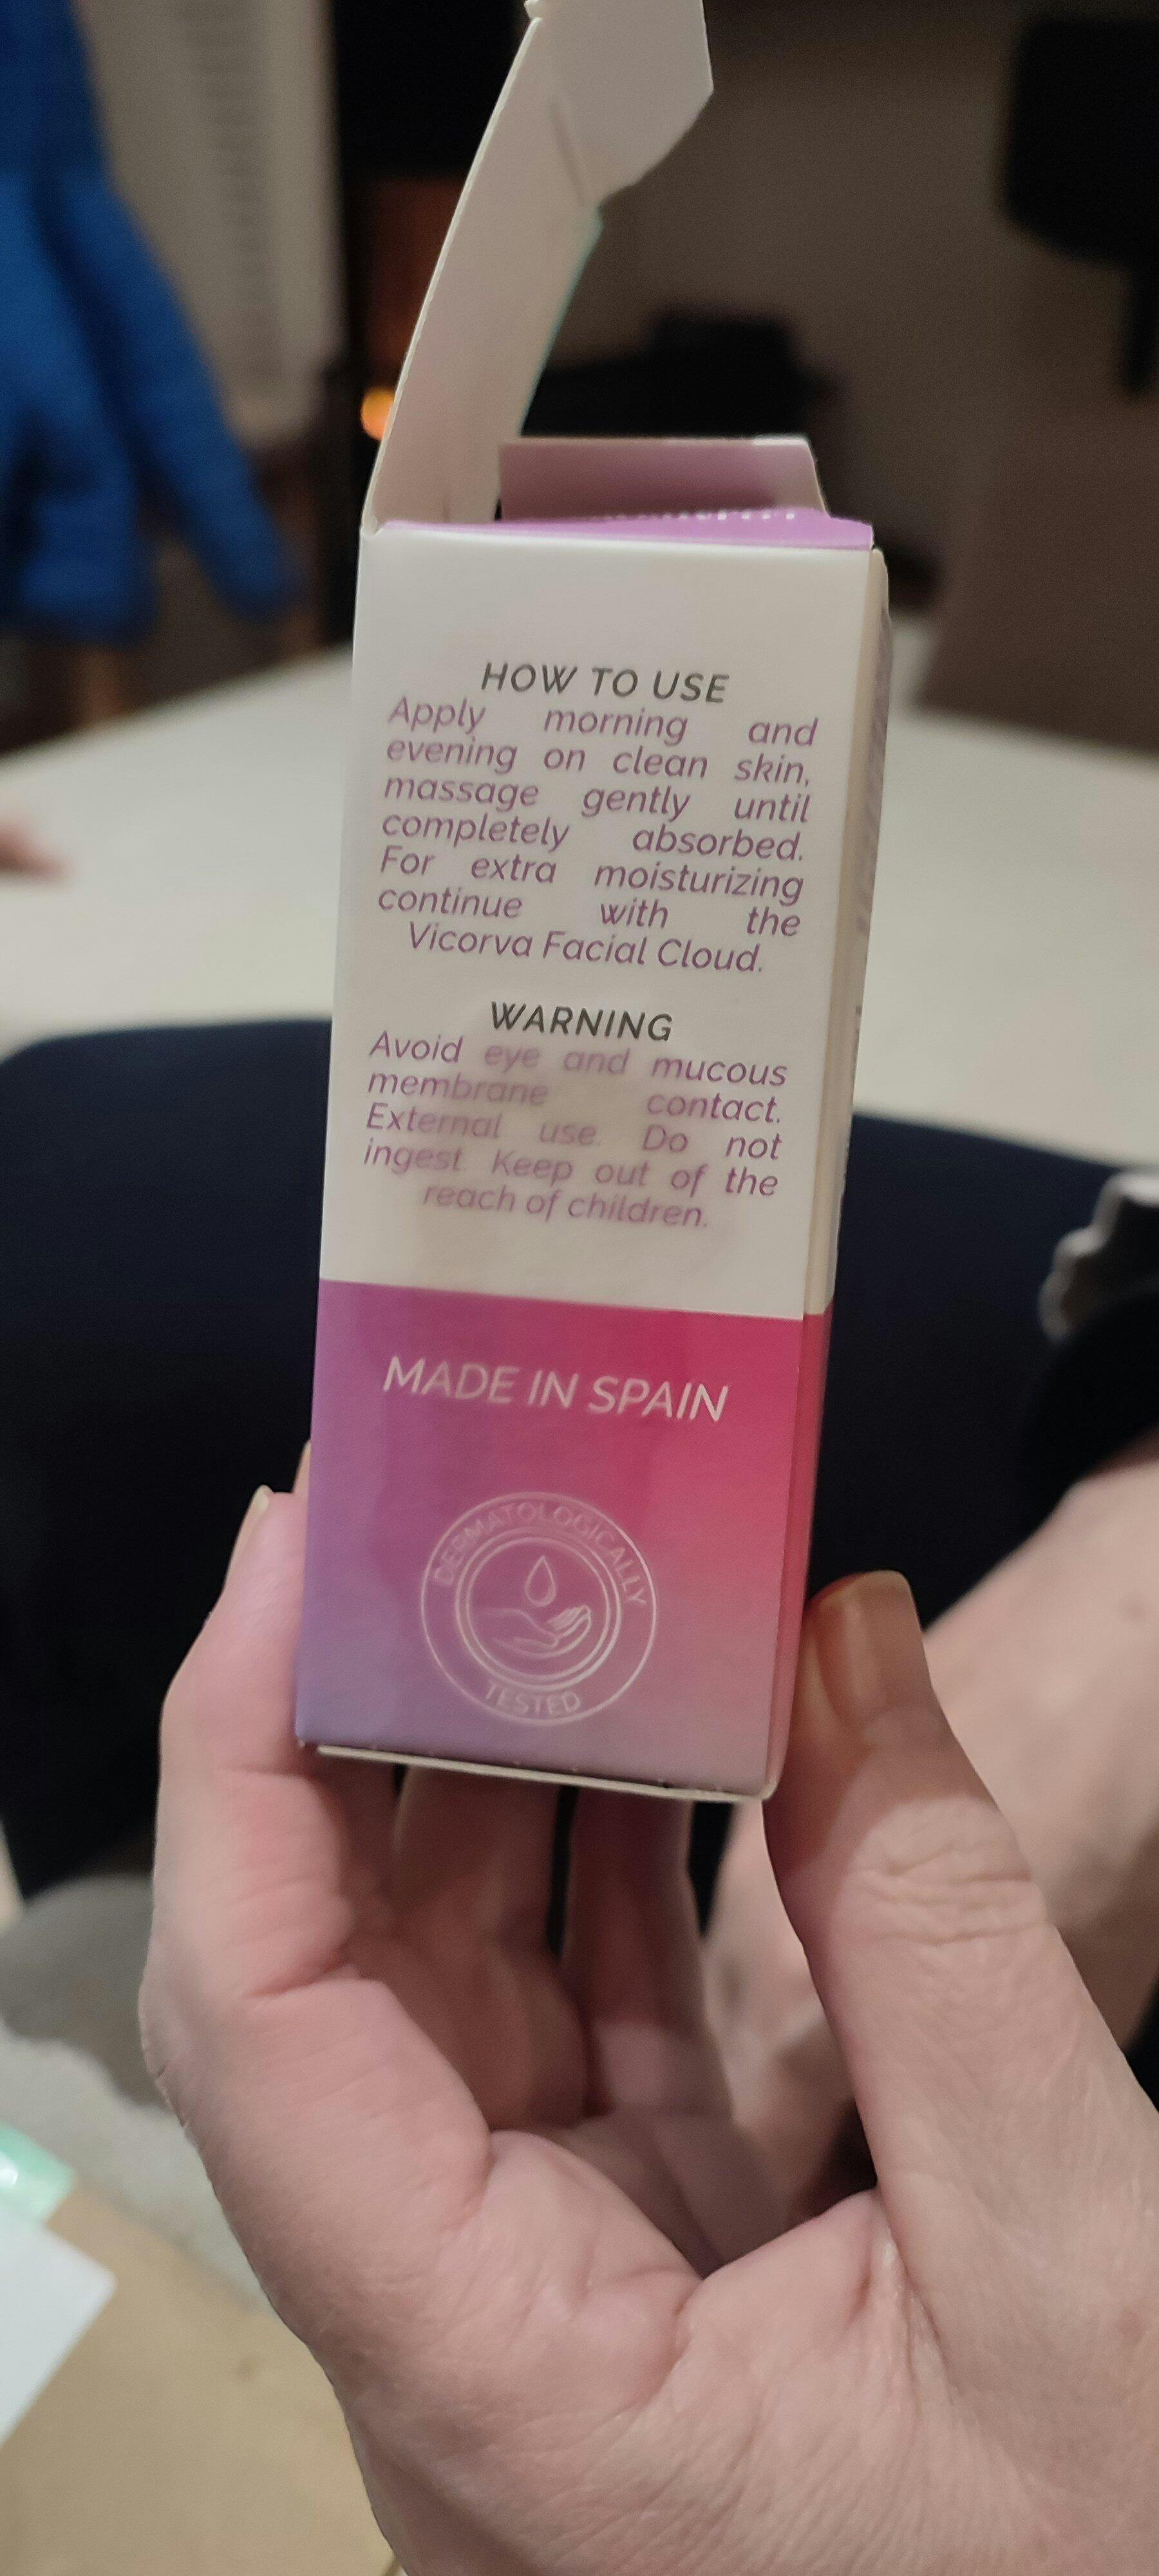 HOW TO USE
Apply morning and
evening on clean skin,
massage gently until
completely absorbed.
For extra moisturizing
continue with the
Vicorva Facial Cloud.
WARNING
Avoid eye and mucous
membrane contact.
External use. Do not
ingest. Keep out of the
reach of children.
MADE IN SPAIN
DERMATOLOGICALLY
TESTED